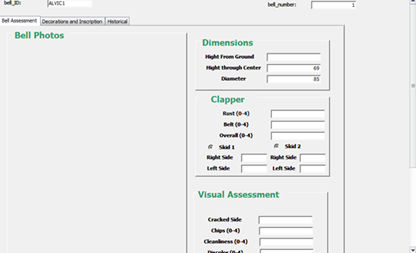 bell_ID: ALVIC1 bell_number: 1
Bell Assessment Decorations and Inscription Historical
Bell Photos
Dimensions
Hight From Ground
Hight through Center 69
Diameter 85
Clapper
Rust (0-4)
Belt (0-4)
Overall (0-4)
Skid 1 Skid 2
Right Side Right Side
Left Side Left Side
Visual Assessment
Cracked Side
Chips (0-4)
Cleanliness (0-4)
Discolor (0-4)